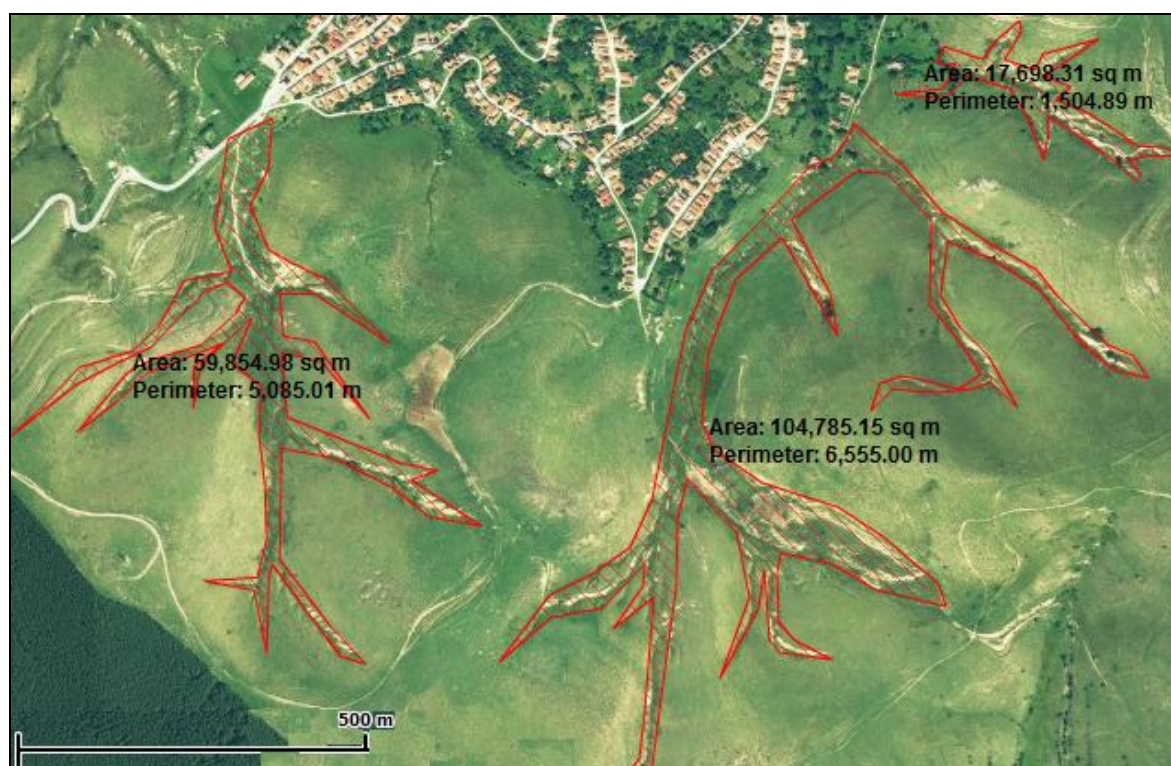 Area: 17,698.31 sq m
Perimeter: 1,504.89 m
Area: 59,854.98 sq m
Perimeter: 5,085.01 m
Area: 104,785.15 sq m
Perimeter: 6,555.00 m
500 m